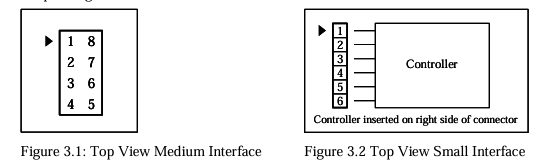 1 8
2 7
3 6
4 5
Figure 3.1: Top View Medium Interface
1
2
3
4
5
6
Controller
Controller inserted on right side of connector
Figure 3.2 Top View Small Interface